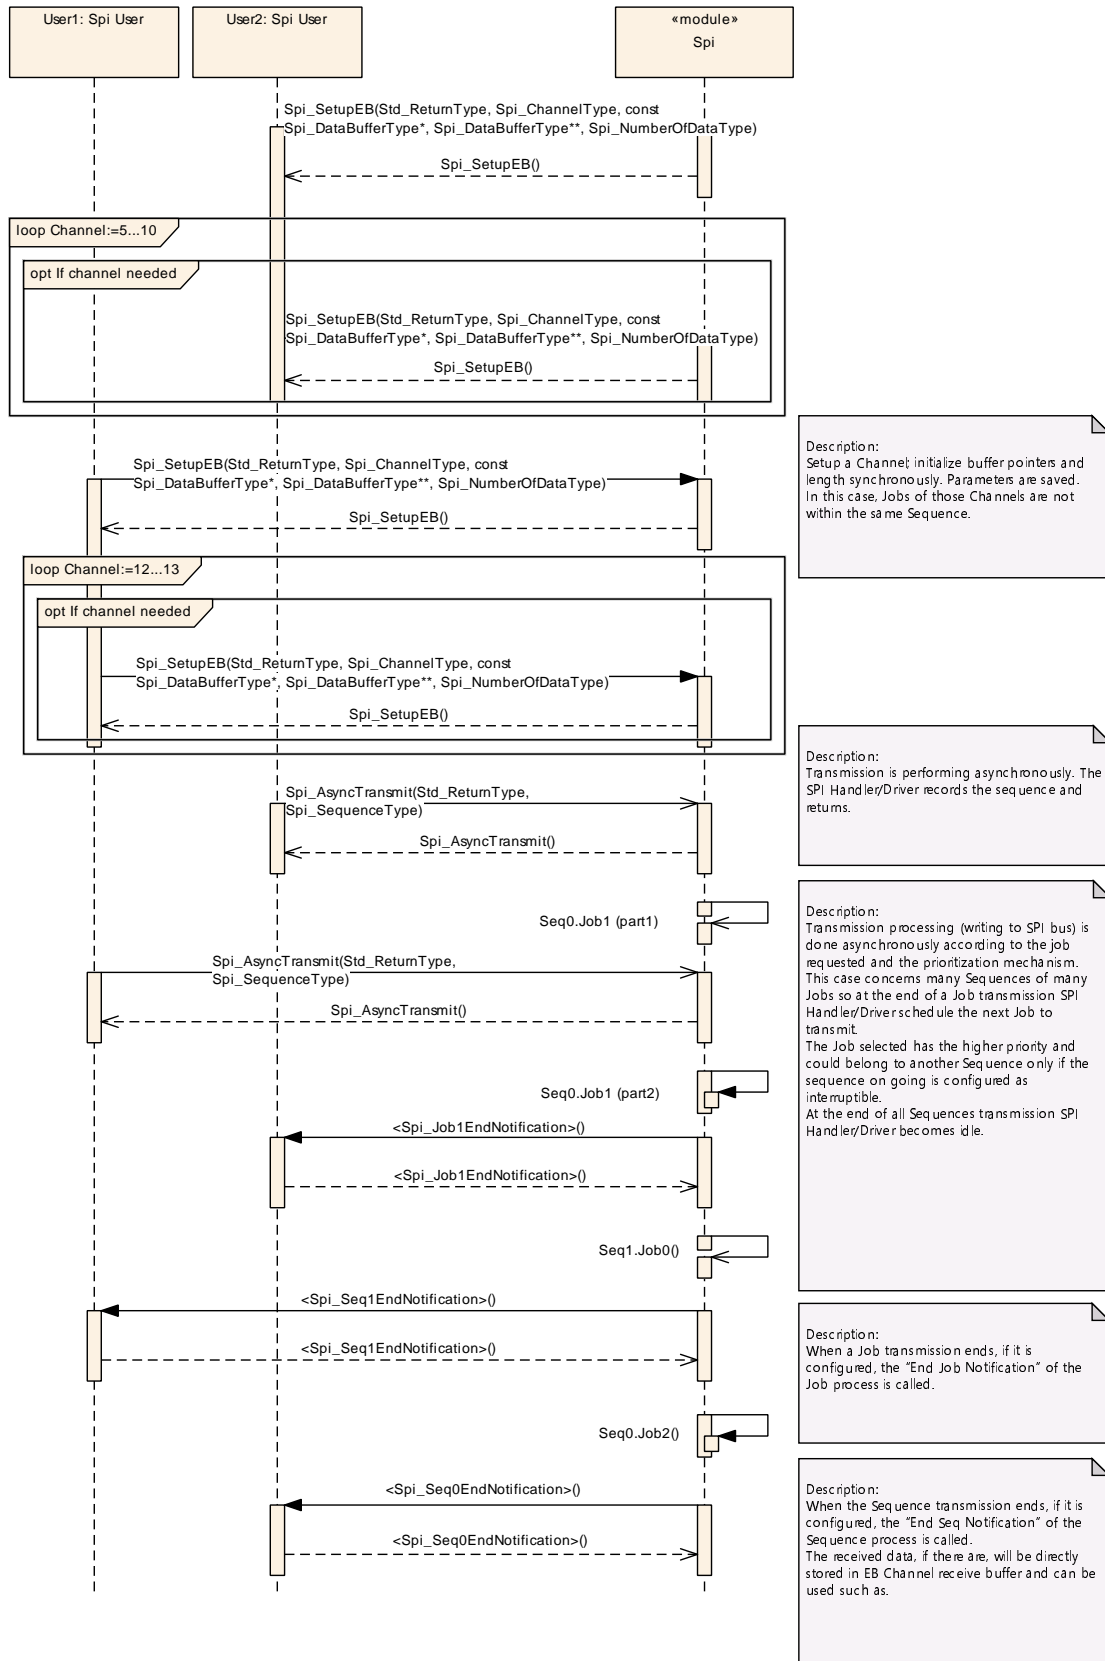 User1: Spi User
User2: Spi User
«module»
Spi
Spi_SetupEB(Std_ReturnType, Spi_ChannelType, const
Spi_DataBufferType*, Spi_DataBufferType**, Spi_NumberOfDataType)
Spi_SetupEB()
loop Channel:=5...10
opt If channel needed
Spi_SetupEB(Std_ReturnType, Spi_ChannelType, const
Spi_DataBufferType*, Spi_DataBufferType**, Spi_NumberOfDataType)
Spi_SetupEB()
Description:
Setup a Channel; initialize buffer pointers and
length synchronously. Parameters are saved.
In this case, Jobs of those Channels are not
within the same Sequence.
Spi_SetupEB(Std_ReturnType, Spi_ChannelType, const
Spi_DataBufferType*, Spi_DataBufferType**, Spi_NumberOfDataType)
Spi_SetupEB()
loop Channel:=12...13
opt If channel needed
Spi_SetupEB(Std_ReturnType, Spi_ChannelType, const
Spi_DataBufferType*, Spi_DataBufferType**, Spi_NumberOfDataType)
Spi_SetupEB()
Description:
Transmission is performing asynchronously. The
SPI Handler/Driver records the sequence and
returns.
Spi_AsyncTransmit(Std_ReturnType,
Spi_SequenceType)
Spi_AsyncTransmit()
Seq0.Job1 (part1)
Description:
Transmission processing (writing to SPI bus) is
done asynchronously according to the job
requested and the prioritization mechanism.
This case concerns many Sequences of many
Jobs so at the end of a Job transmission SPI
Handler/Driver schedule the next Job to
transmit.
The Job selected has the higher priority and
could belong to another Sequence only if the
sequence on going is configured as
interruptible.
At the end of all Sequences transmission SPI
Handler/Driver becomes idle.
Spi_AsyncTransmit(Std_ReturnType,
Spi_SequenceType)
Spi_AsyncTransmit()
Seq0.Job1 (part2)
<Spi_Job1EndNotification>()
<Spi_Job1EndNotification>()
Seq1.Job0()
<Spi_Seq1EndNotification>()
<Spi_Seq1EndNotification>()
Description:
When a Job transmission ends, if it is
configured, the “End Job Notification” of the
Job process is called.
Seq0.Job2()
<Spi_Seq0EndNotification>()
<Spi_Seq0EndNotification>()
Description:
When the Sequence transmission ends, if it is
configured, the “End Seq Notification” of the
Sequence process is called.
The received data, if there are, will be directly
stored in EB Channel receive buffer and can be
used such as.